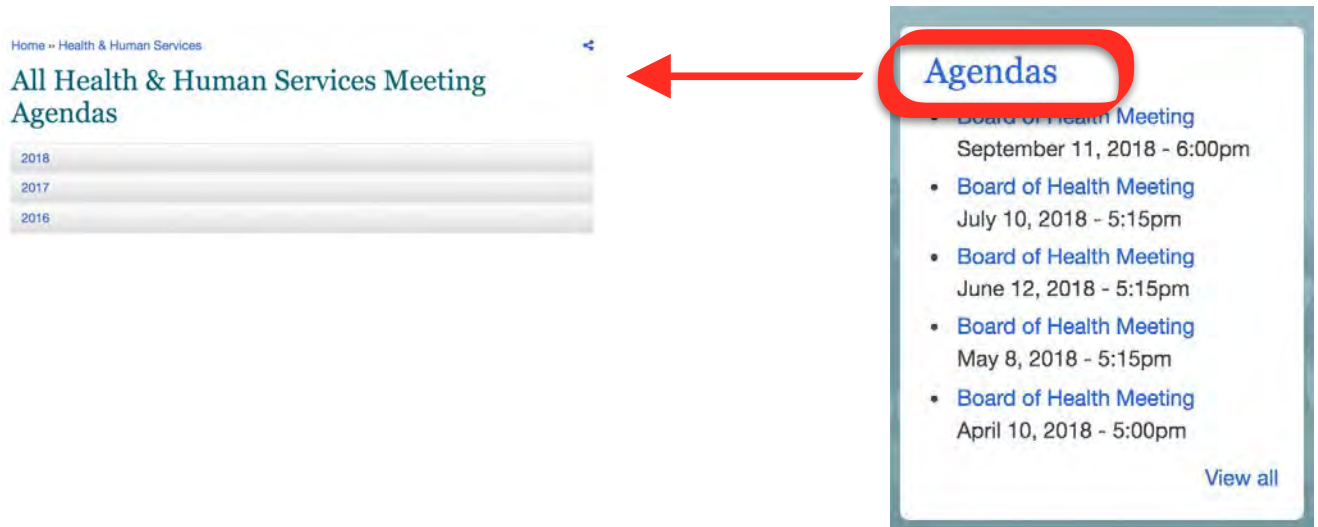 Home » Health & Human Services
All Health & Human Services Meeting
Agendas
2018
2017
2016
Agendas
Board of Health Meeting
September 11, 2018 - 6:00pm
Board of Health Meeting
July 10, 2018 - 5:15pm
Board of Health Meeting
June 12, 2018 - 5:15pm
Board of Health Meeting
May 8, 2018 - 5:15pm
Board of Health Meeting
April 10, 2018 - 5:00pm
View all